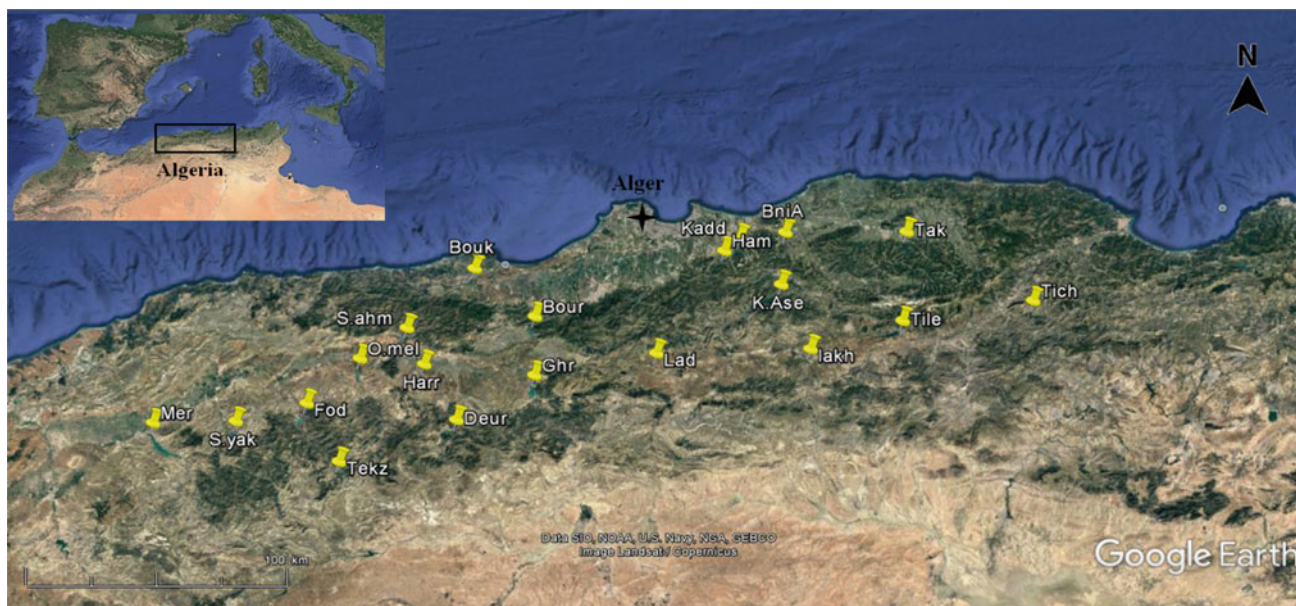 N
Algeria
Alger
BniA
Kadd
Ham
Tak
Bouk
K.Ase
Tich
Bour
S.ahm
Tile
O.mel
Lad
lakh
Harr
Ghr
Mer
Fod
Deur
S.yak
Tekz
Data SIO, NOAA, U.S. Navy, NGA, GEBCO
Image Landsat / Copernicus
100 km
Google Earth